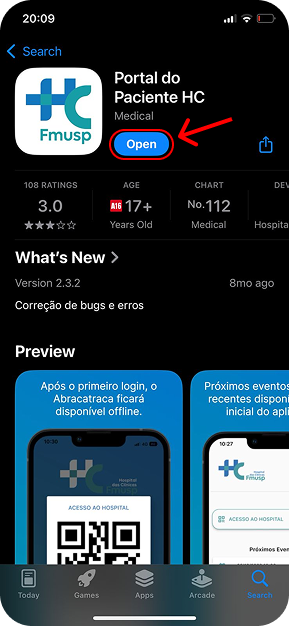 20:09
Search
HC
Fmusp
Portal do
Paciente HC
Medical
Open
108 RATINGS
3.0
AGE
A16 17+
Years Old
CHART
No.112
Medical
DEV
Hospita
What's New
Version 2.3.2
8mo ago
Correção de bugs e erros
Preview
Após o primeiro login, o
Abracatraca ficará
disponível offline.
10:35
HC
Fmusp
ACESSO AO HOSPITAL
Próximos eventos
recentes disponí
inicial do apli
10:27
HC
Hospital
das Clínicas
Fmusp
ACESSO AO HOSPITAL
Próximos Even
Today
Games
Apps
Arcade
Search